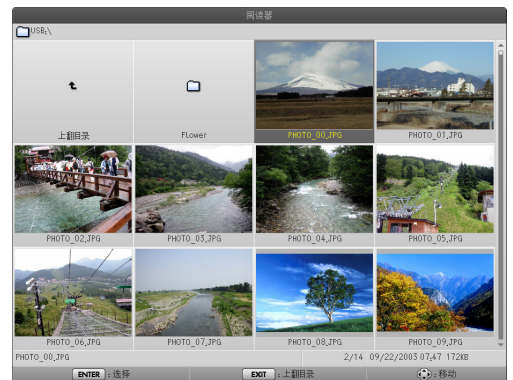 阅读器
USB:\
上翻目录
Flower
PHOTO_00.JPG
PHOTO_01.JPG
PHOTO_02.JPG
PHOTO_03.JPG
PHOTO_04.JPG
PHOTO_05.JPG
PHOTO_06.JPG
PHOTO_07.JPG
PHOTO_08.JPG
PHOTO_09.JPG
PHOTO_00.JPG
2/14 09/22/2003 07:47 172KB
ENTER :选择
EXIT :上翻目录
:移动